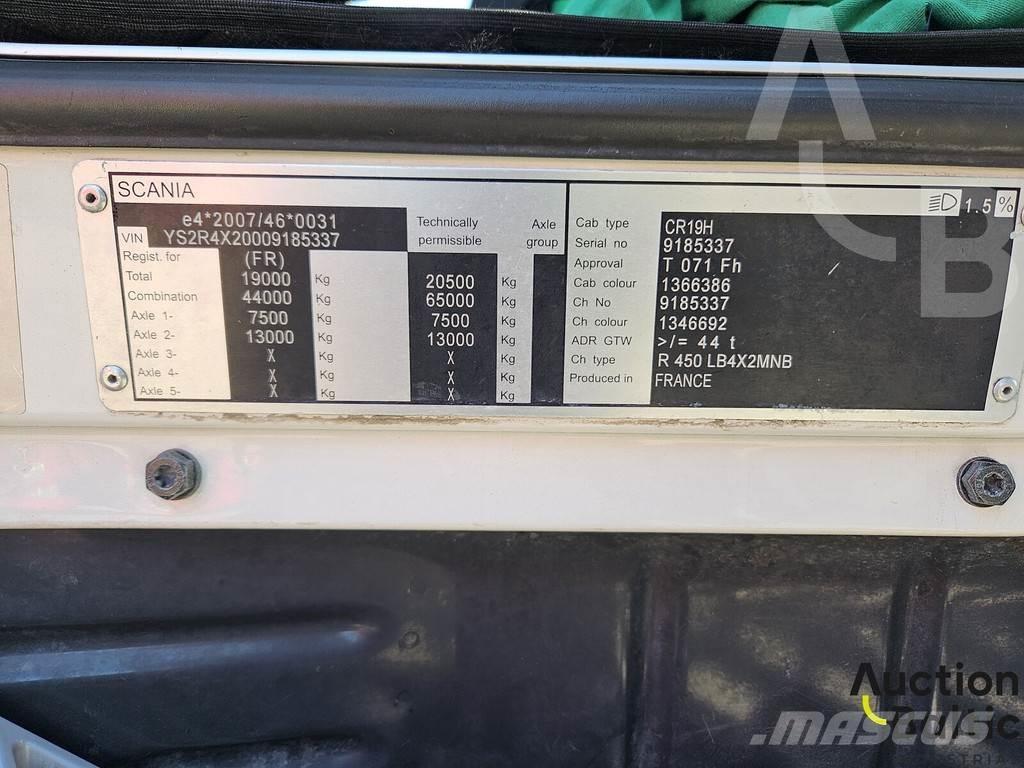 SCANIA
e4*2007/46*0031
VIN YS2R4X20009185337
Technically permissible
Axle group
Regist. for (FR)
Total 19000 Kg 20500 Kg
Combination 44000 Kg 65000 Kg
Axle 1- 7500 Kg 7500 Kg
Axle 2- 13000 Kg 13000 Kg
Axle 3- X Kg X Kg
Axle 4- X Kg X Kg
Axle 5- X Kg X Kg
1.5 %
Cab type CR19H
Serial no 9185337
Approval T 071 Fh
Cab colour 1366386
Ch No 9185337
Ch colour 1346692
ADR GTW >/= 44 t
Ch type R 450 LB4X2MNB
Produced in FRANCE
A
B
Auction
Traffic
MASCUS